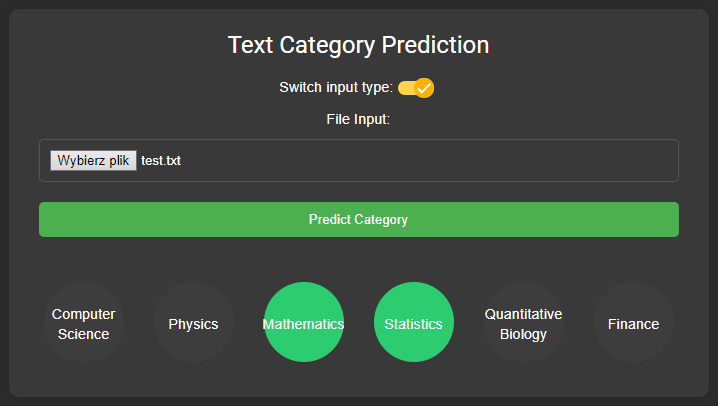 Text Category Prediction
Switch input type:
File Input:
Wybierz plik test.txt
Predict Category
Computer
Science
Physics
Mathematics
Statistics
Quantitative
Biology
Finance